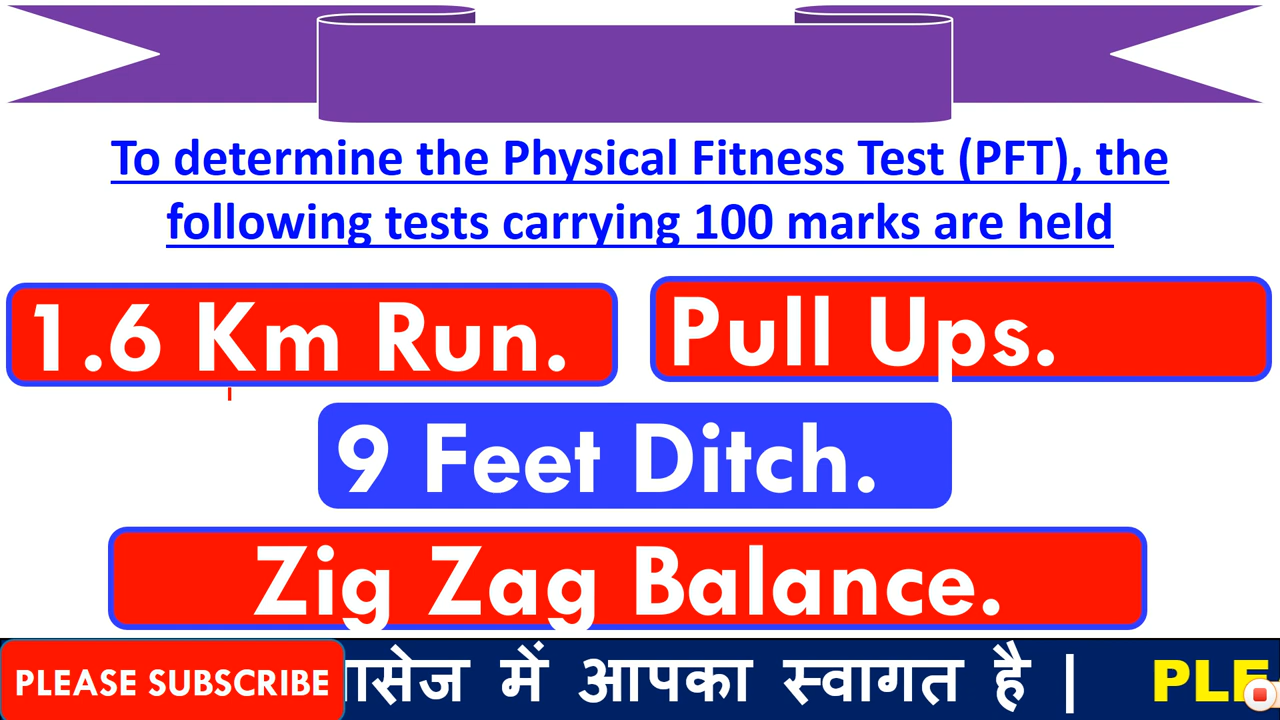 To determine the Physical Fitness Test (PFT), the
following tests carrying 100 marks are held
1.6 Km Run.
Pull Ups.
9 Feet Ditch.
Zig Zag Balance.
PLEASE SUBSCRIBE
में आपका स्वागत है |